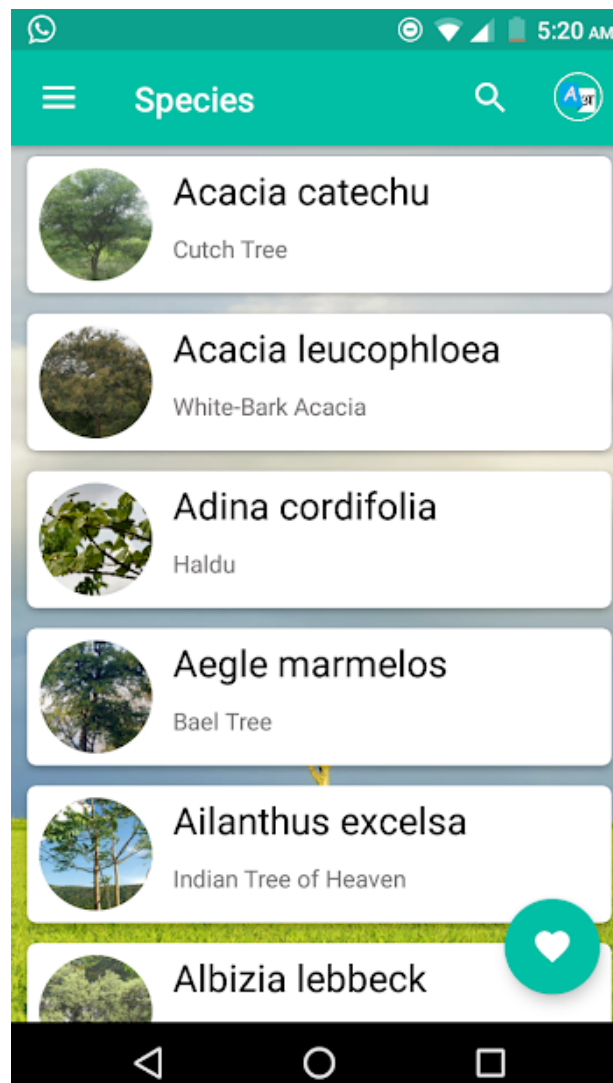 5:20 AM
Species
A अ
Acacia catechu
Cutch Tree
Acacia leucophloea
White-Bark Acacia
Adina cordifolia
Haldu
Aegle marmelos
Bael Tree
Ailanthus excelsa
Indian Tree of Heaven
Albizia lebbeck